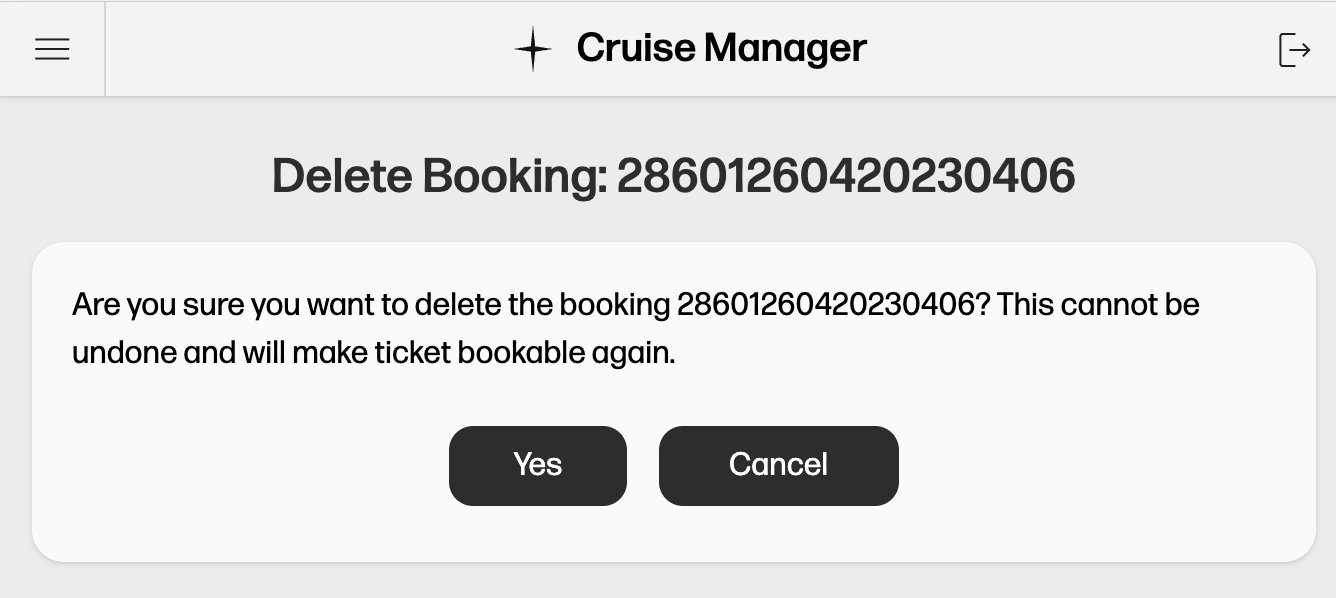 Cruise Manager
Delete Booking: 28601260420230406
Are you sure you want to delete the booking 28601260420230406? This cannot be
undone and will make ticket bookable again.
Yes Cancel